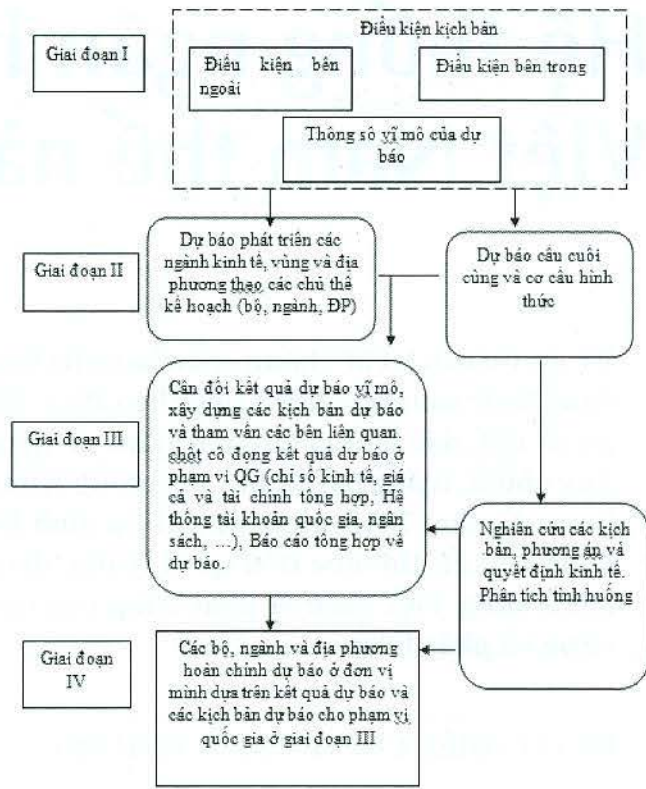 Điều kiện kịch bản
Giai đoạn I
Điều kiện bên
ngoài
Điều kiện bên trong
Thông số vĩ mô của dự
báo
Giai đoạn II
Dự báo phát triển các
ngành kinh tế, vùng và địa
phương theo các chủ thể
kế hoạch (bộ, ngành, ĐP)
Dự báo cầu cuối
cùng và cơ cấu hình
thức
Giai đoạn III
Cân đối kết quả dự báo vĩ mô,
xây dựng các kịch bản dự báo
và tham vấn các bên liên quan.
chốt cô đọng kết quả dự báo ở
phạm vi QG (chỉ số kinh tế, giá
cả và tài chính tổng hợp, Hệ
thống tài khoản quốc gia, ngân
sách, ...), Báo cáo tổng hợp về
dự báo.
Nghiên cứu các kịch
bản, phương án và
quyết định kinh tế.
Phân tích tình huống
Giai đoạn
IV
Các bộ, ngành và địa phương
hoàn chỉnh dự báo ở đơn vị
mình dựa trên kết quả dự báo và
các kịch bản dự báo cho phạm vi
quốc gia ở giai đoạn III